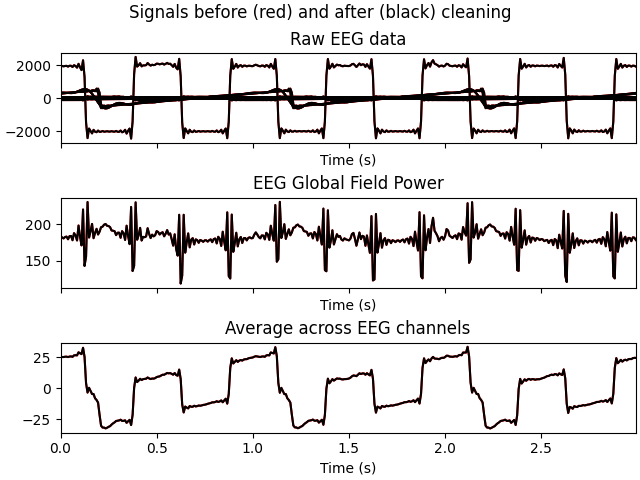 Signals before (red) and after (black) cleaning
Raw EEG data
2000
0
−2000
Time (s)
EEG Global Field Power
200
150
Time (s)
Average across EEG channels
25
0
−25
0.0 0.5 1.0 1.5 2.0 2.5
Time (s)